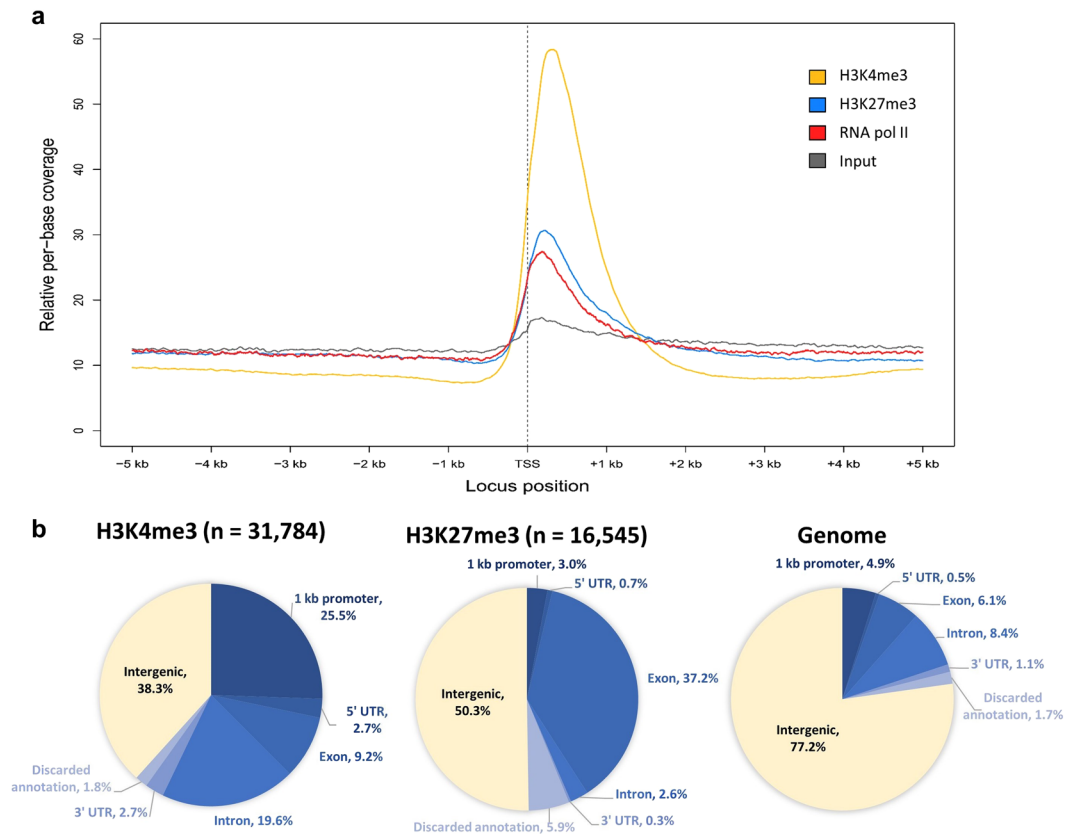 a
60
50
40
30
20
10
0
Relative per−base coverage
H3K4me3
H3K27me3
RNA pol II
Input
−5 kb
−4 kb
−3 kb
−2 kb
−1 kb
TSS
+1 kb
+2 kb
+3 kb
+4 kb
+5 kb
Locus position
b
H3K4me3 (n = 31,784)
1 kb promoter,
25.5%
5' UTR,
2.7%
Exon, 9.2%
Intron, 19.6%
3' UTR, 2.7%
Discarded
annotation, 1.8%
Intergenic,
38.3%
H3K27me3 (n = 16,545)
1 kb promoter, 3.0%
5' UTR, 0.7%
Exon, 37.2%
Intron, 2.6%
3' UTR, 0.3%
Discarded annotation, 5.9%
Intergenic,
50.3%
Genome
1 kb promoter, 4.9%
5' UTR, 0.5%
Exon, 6.1%
Intron, 8.4%
3' UTR, 1.1%
Discarded
annotation, 1.7%
Intergenic,
77.2%